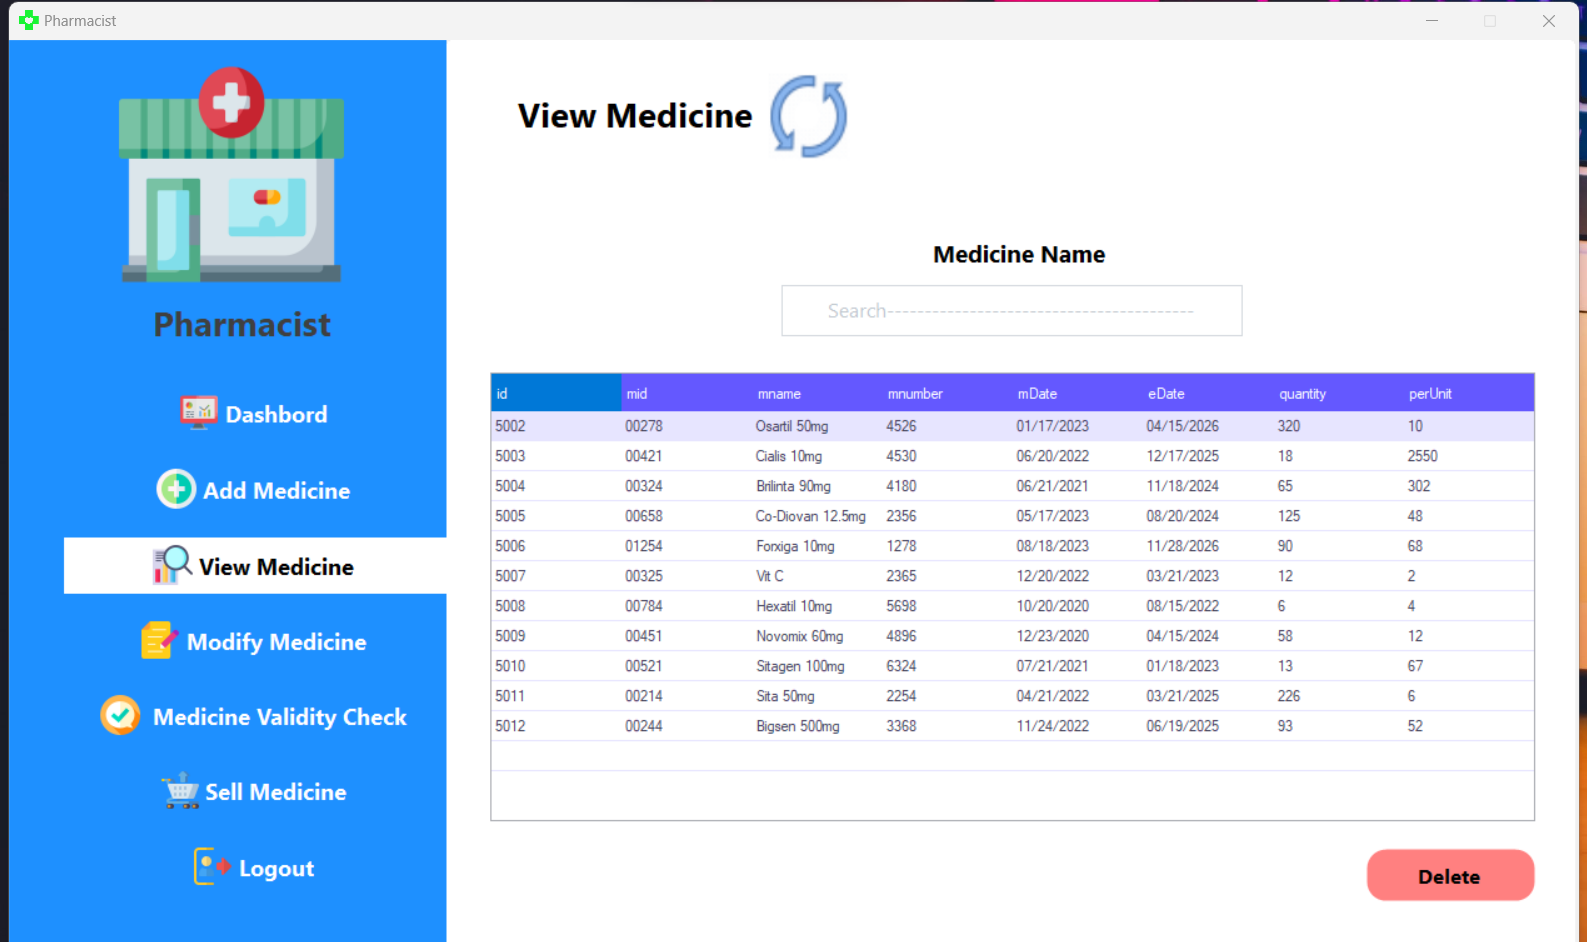 Pharmacist
View Medicine
Pharmacist
Dashbord
Add Medicine
View Medicine
Modify Medicine
Medicine Validity Check
Sell Medicine
Logout
Medicine Name
Search-----------------------------------------
id mid mname mnumber mDate eDate quantity perUnit
5002 00278 Osartil 50mg 4526 01/17/2023 04/15/2026 320 10
5003 00421 Cialis 10mg 4530 06/20/2022 12/17/2025 18 2550
5004 00324 Brilinta 90mg 4180 06/21/2021 11/18/2024 65 302
5005 00658 Co-Diovan 12.5mg 2356 05/17/2023 08/20/2024 125 48
5006 01254 Forxiga 10mg 1278 08/18/2023 11/28/2026 90 68
5007 00325 Vit C 2365 12/20/2022 03/21/2023 12 2
5008 00784 Hexatil 10mg 5698 10/20/2020 08/15/2022 6 4
5009 00451 Novomix 60mg 4896 12/23/2020 04/15/2024 58 12
5010 00521 Sitagen 100mg 6324 07/21/2021 01/18/2023 13 67
5011 00214 Sita 50mg 2254 04/21/2022 03/21/2025 226 6
5012 00244 Bigsen 500mg 3368 11/24/2022 06/19/2025 93 52
Delete